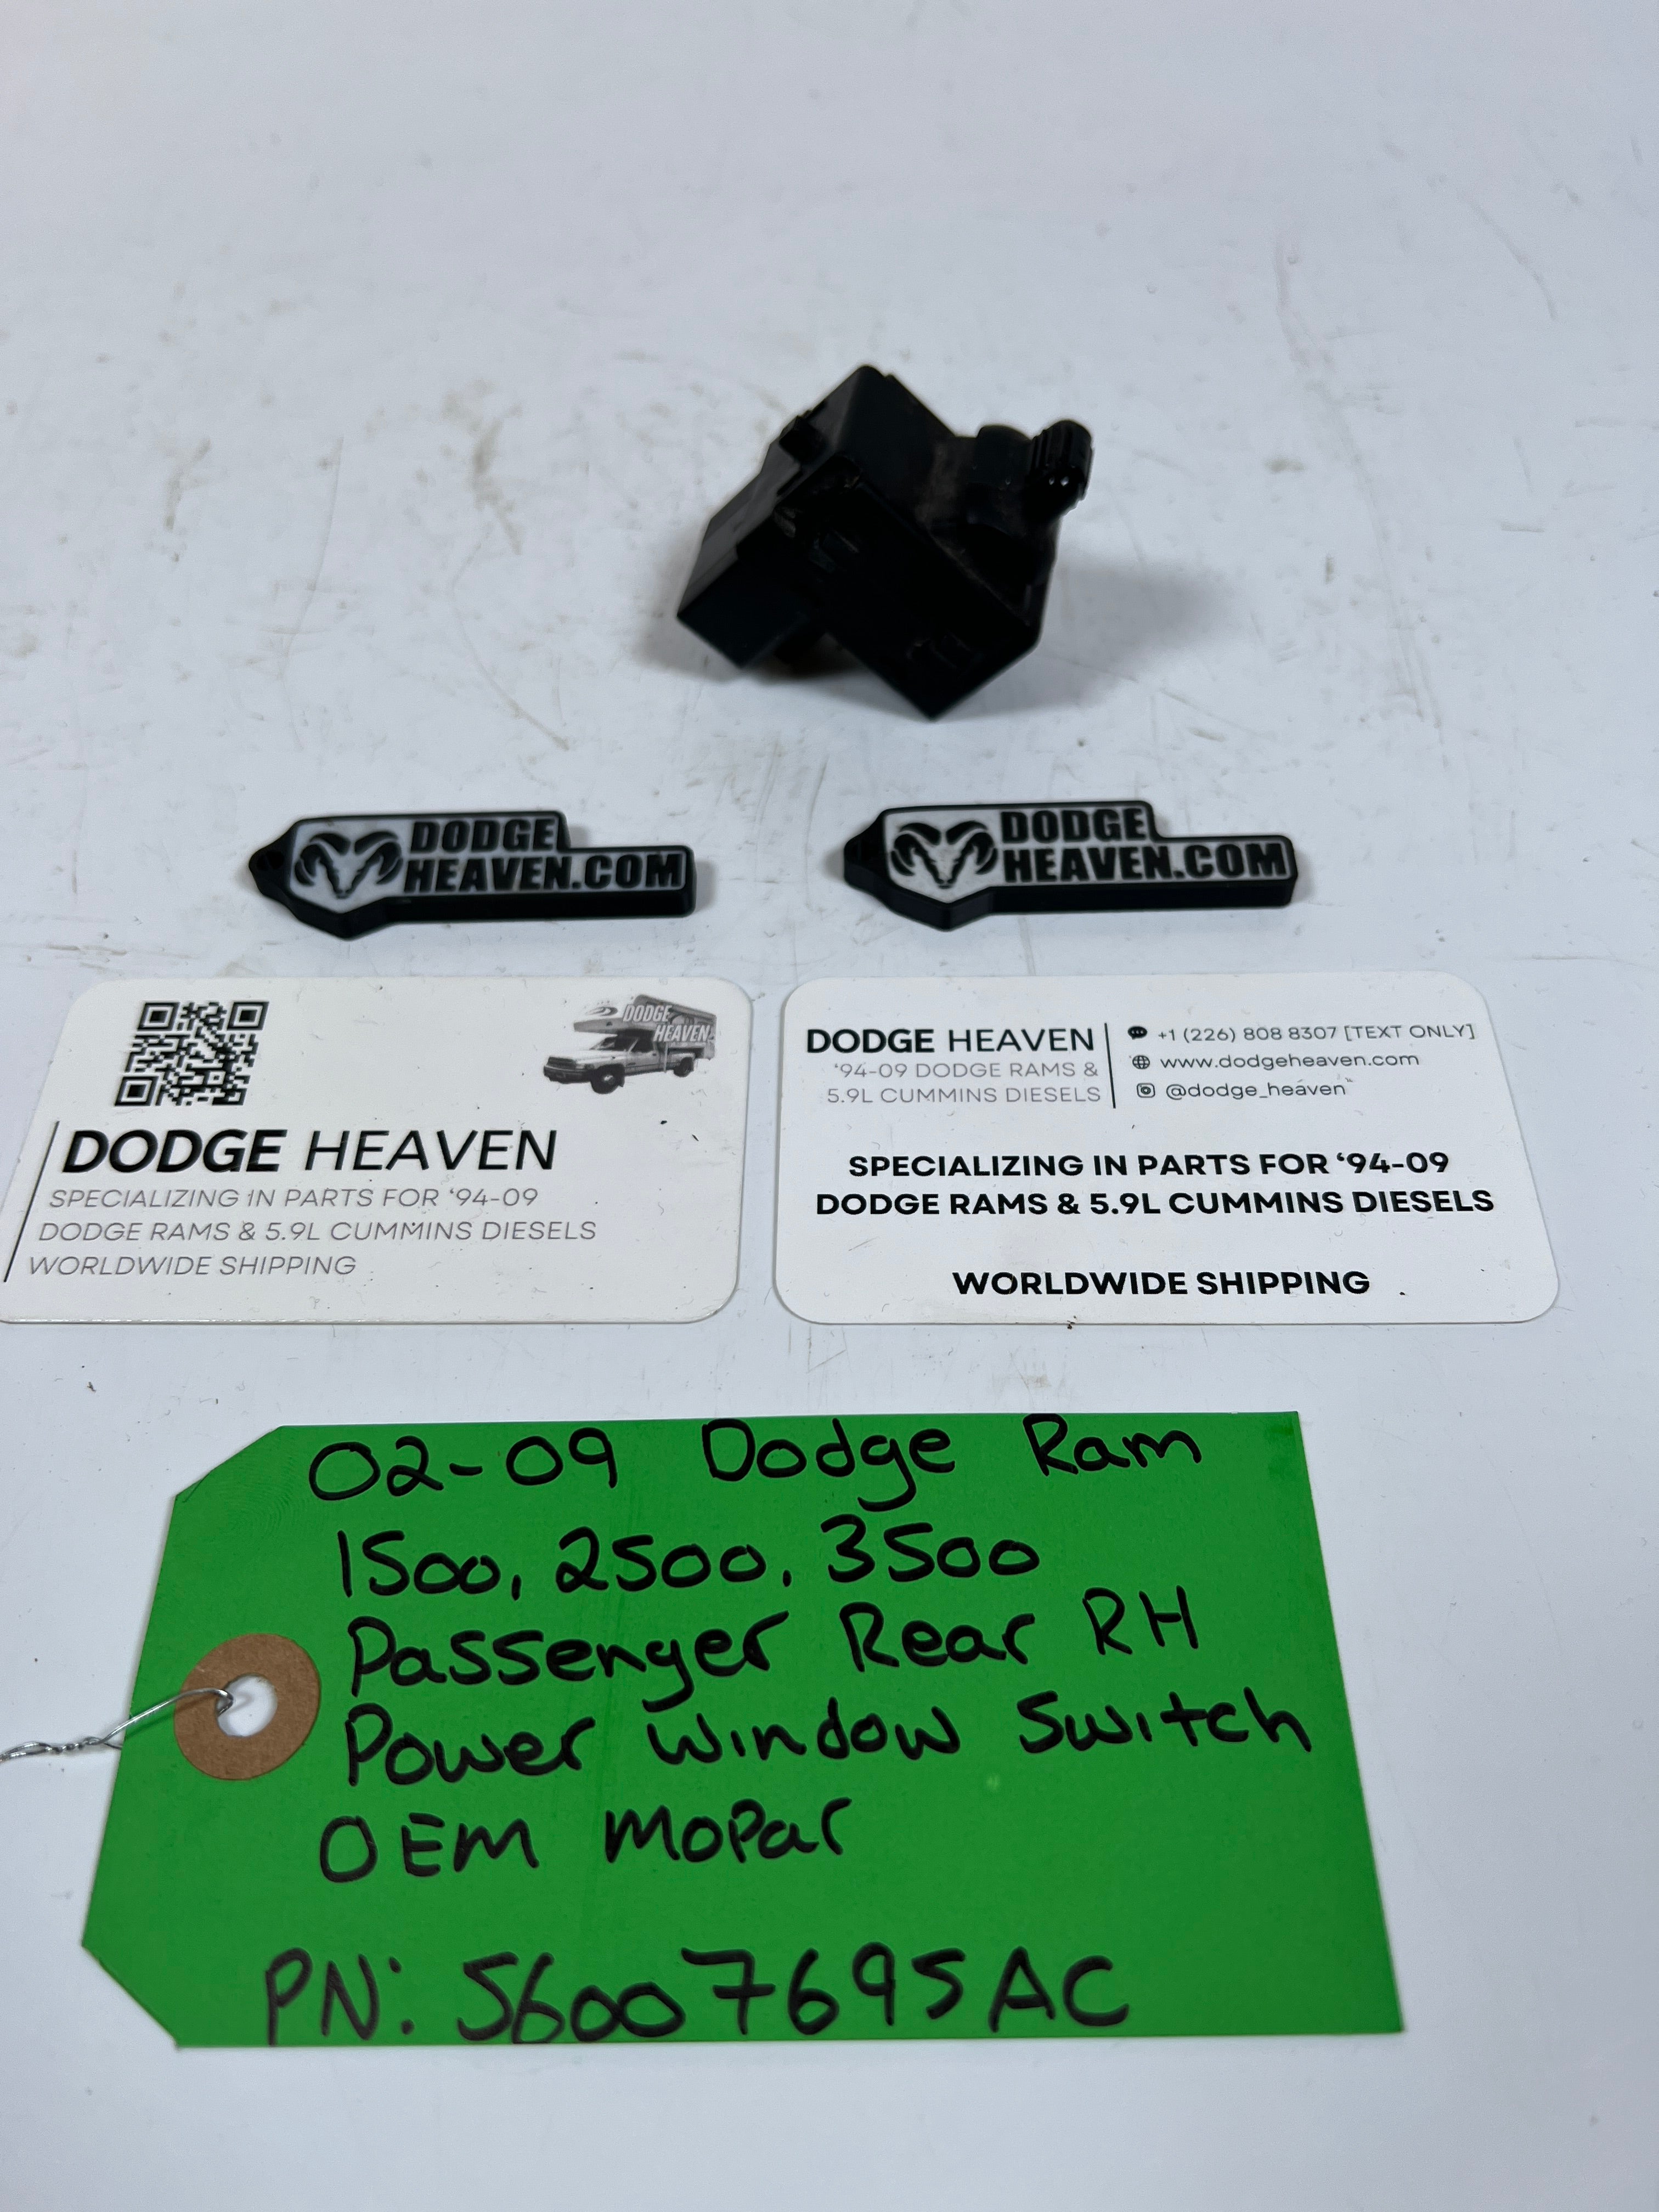 DODGE
HEAVEN.COM
DODGE
HEAVEN.COM
DODGE
HEAVEN
DODGE HEAVEN
SPECIALIZING IN PARTS FOR ‘94-09
DODGE RAMS & 5.9L CUMMINS DIESELS
WORLDWIDE SHIPPING
DODGE HEAVEN
‘94-09 DODGE RAMS &
5.9L CUMMINS DIESELS
+1 (226) 808 8307 [TEXT ONLY]
www.dodgeheaven.com
@dodge_heaven
SPECIALIZING IN PARTS FOR ‘94-09
DODGE RAMS & 5.9L CUMMINS DIESELS
WORLDWIDE SHIPPING
02-09 Dodge Ram
1500, 2500, 3500
Passenger Rear RH
Power Window Switch
OEM Mopar
PN: 56007695AC